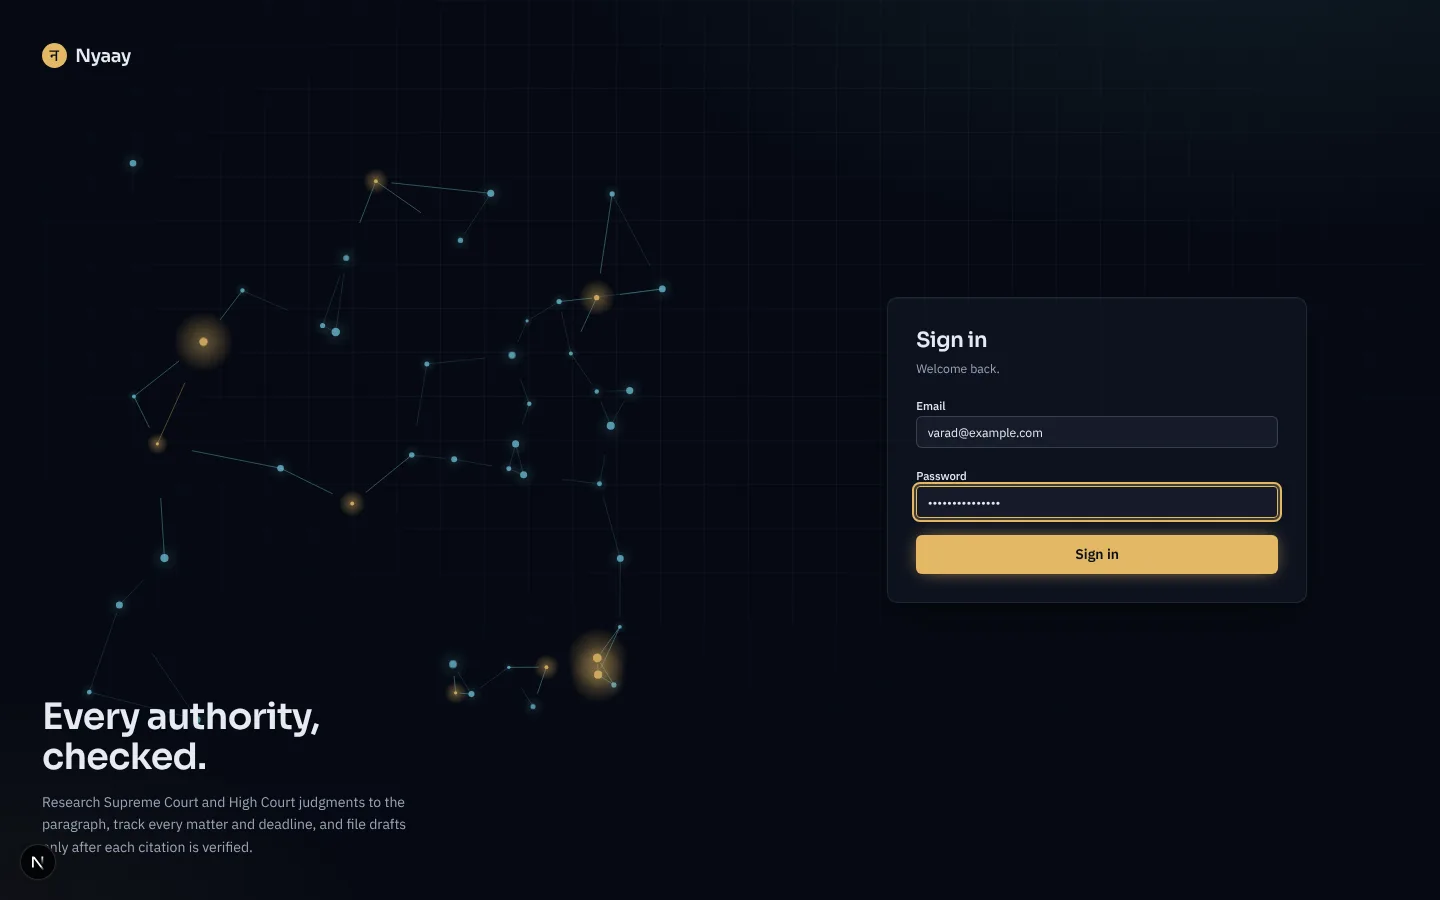 न Nyaay
Sign in
Welcome back.
Email
varad@example.com
Password
•••••••••••••••
Sign in
Every authority,
checked.
Research Supreme Court and High Court judgments to the
paragraph, track every matter and deadline, and file drafts
only after each citation is verified.
N